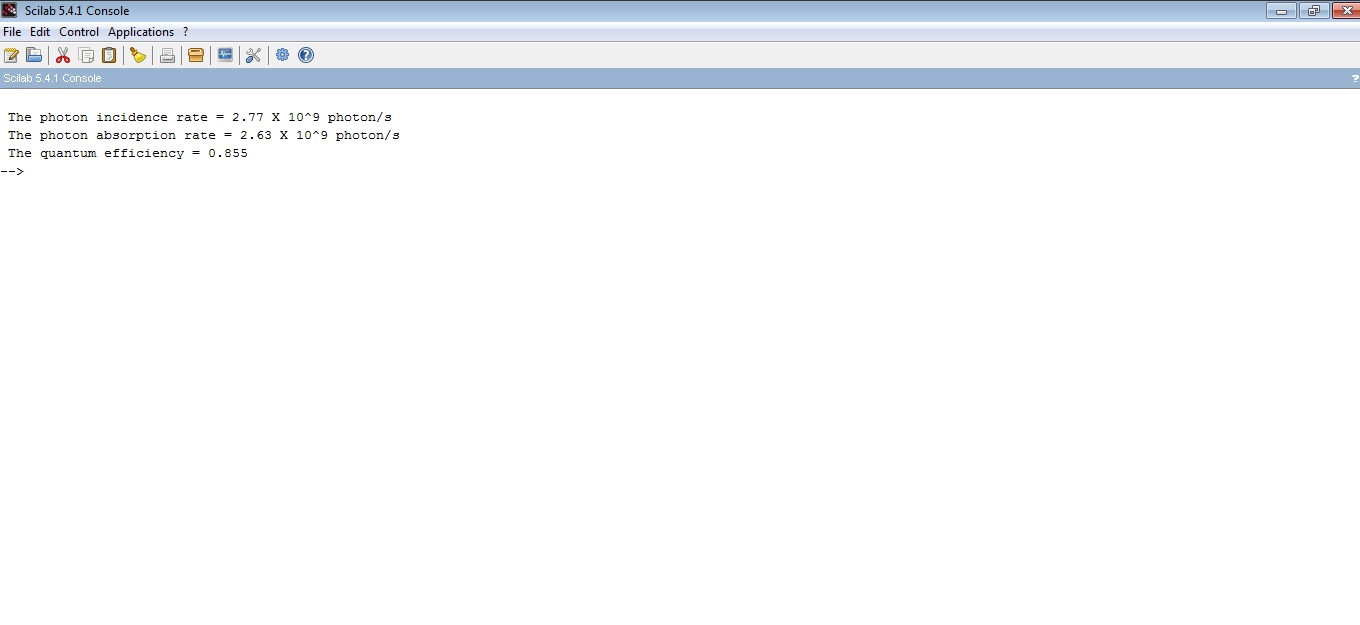 Scilab 5.4.1 Console
File Edit Control Applications ?
Scilab 5.4.1 Console ?
The photon incidence rate = 2.77 X 10^9 photon/s
The photon absorption rate = 2.63 X 10^9 photon/s
The quantum efficiency = 0.855
-->